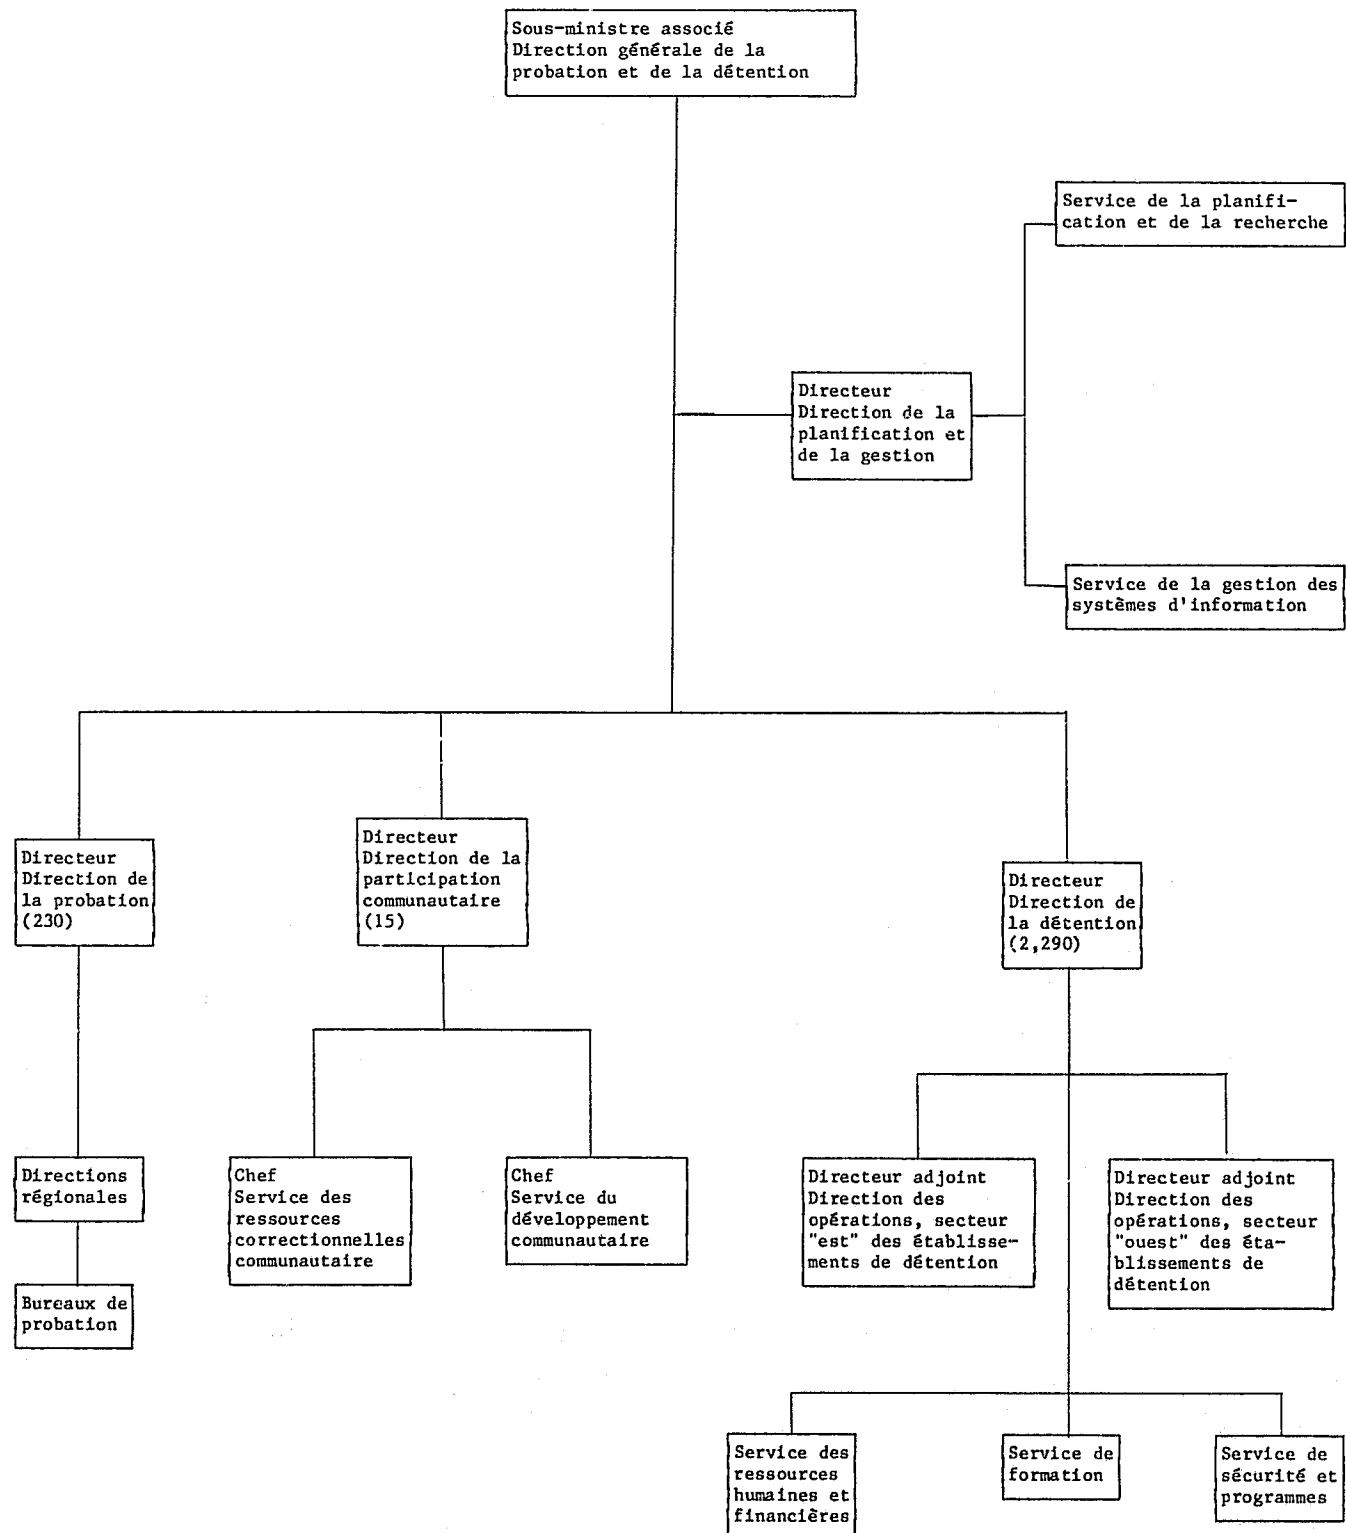 Sous-ministre associé
Direction générale de la
probation et de la détention
Service de la planifi-
cation et de la recherche
Directeur
Direction de la
planification et
de la gestion
Service de la gestion des
systèmes d'information
Directeur
Direction de
la probation
(230)
Directeur
Direction de la
participation
communautaire
(15)
Directeur
Direction de
la détention
(2,290)
Directions
régionales
Chef
Service des
ressources
correctionnelles
communautaire
Chef
Service du
développement
communautaire
Directeur adjoint
Direction des
opérations, secteur
"est" des établisse-
ments de détention
Directeur adjoint
Direction des
opérations, secteur
"ouest" des éta-
blissements de
détention
Bureaux de
probation
Service des
ressources
humaines et
financières
Service de
formation
Service de
sécurité et
programmes